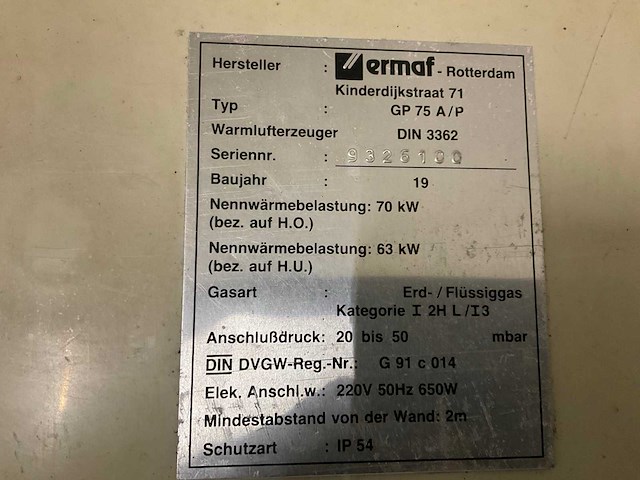 Hersteller : ermaf - Rotterdam
Kinderdijkstraat 71
Typ : GP 75 A/P
Warmlufterzeuger DIN 3362
Seriennr. : 9326100
Baujahr : 19
Nennwärmebelastung: 70 kW
(bez. auf H.O.)
Nennwärmebelastung: 63 kW
(bez. auf H.U.)
Gasart : Erd- / Flüssiggas
Kategorie I 2H L / I3
Anschlußdruck: 20 bis 50 mbar
DIN DVGW-Reg.-Nr.: G 91 c 014
Elek. Anschl.w.: 220V 50Hz 650W
Mindestabstand von der Wand: 2m
Schutzart : IP 54